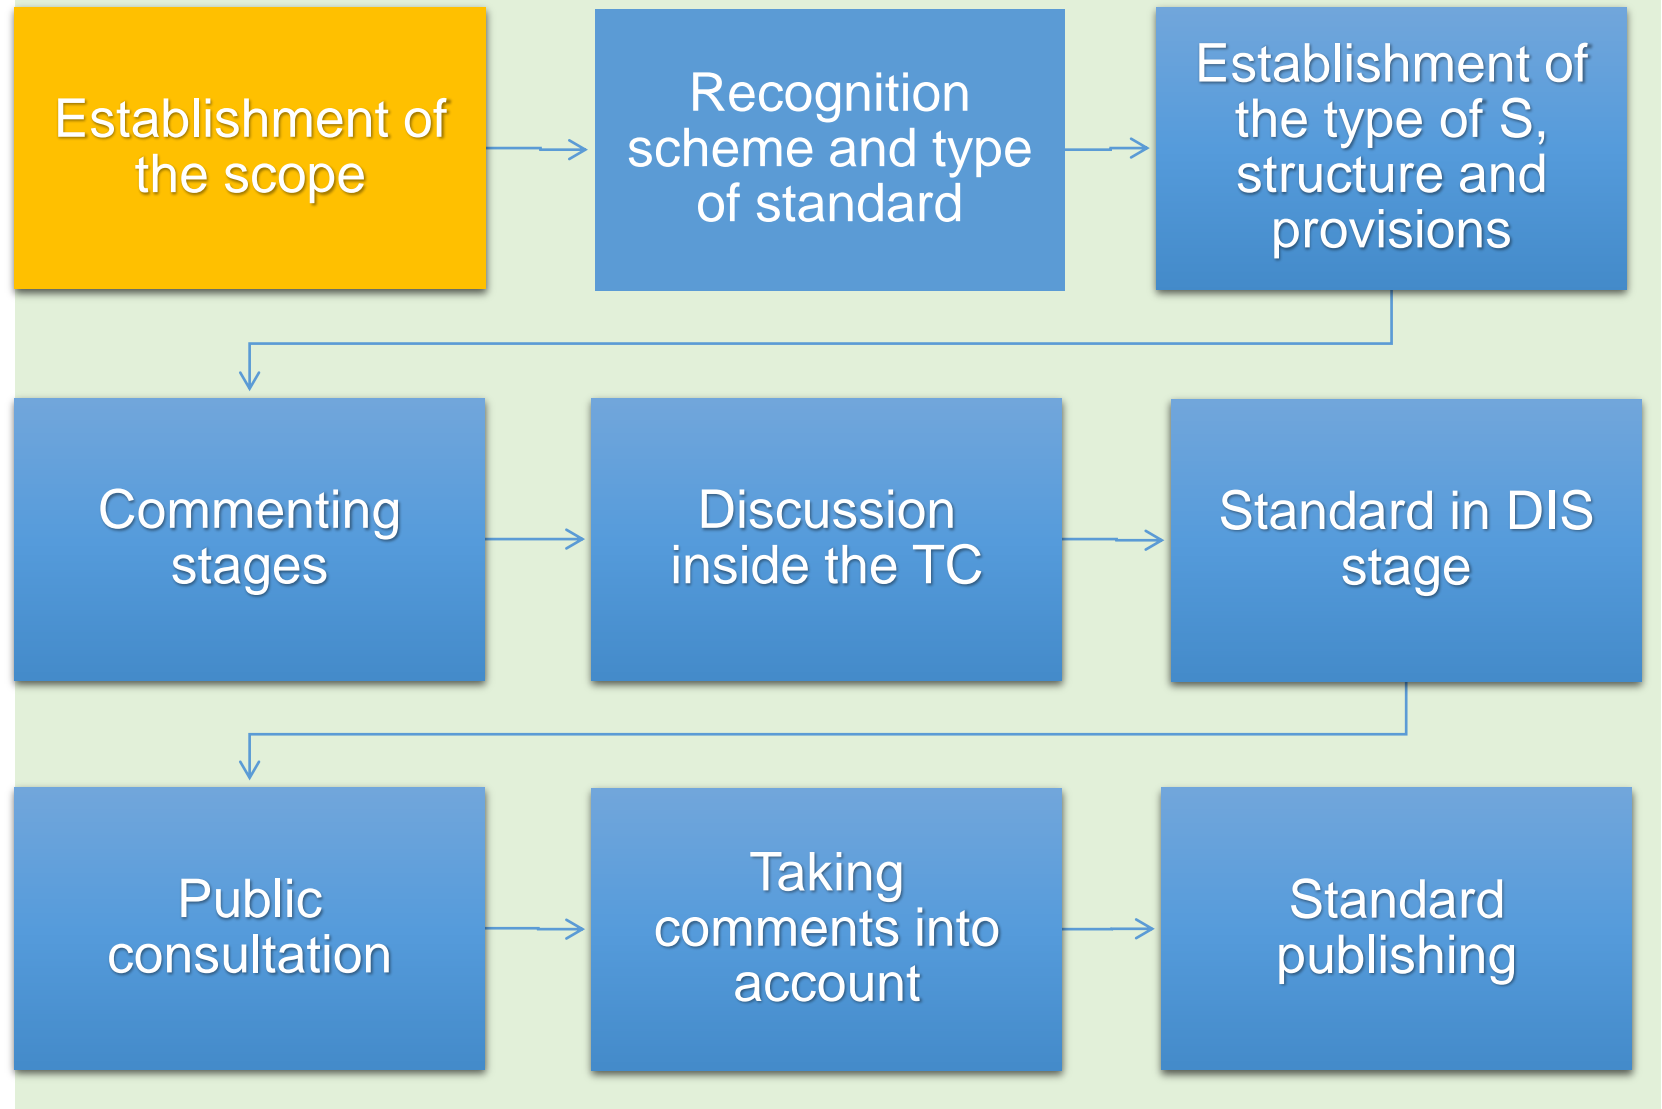 Establishment of
the scope
Recognition
scheme and type
of standard
Establishment of
the type of S,
structure and
provisions
Commenting
stages
Discussion
inside the TC
Standard in DIS
stage
Public
consultation
Taking
comments into
account
Standard
publishing